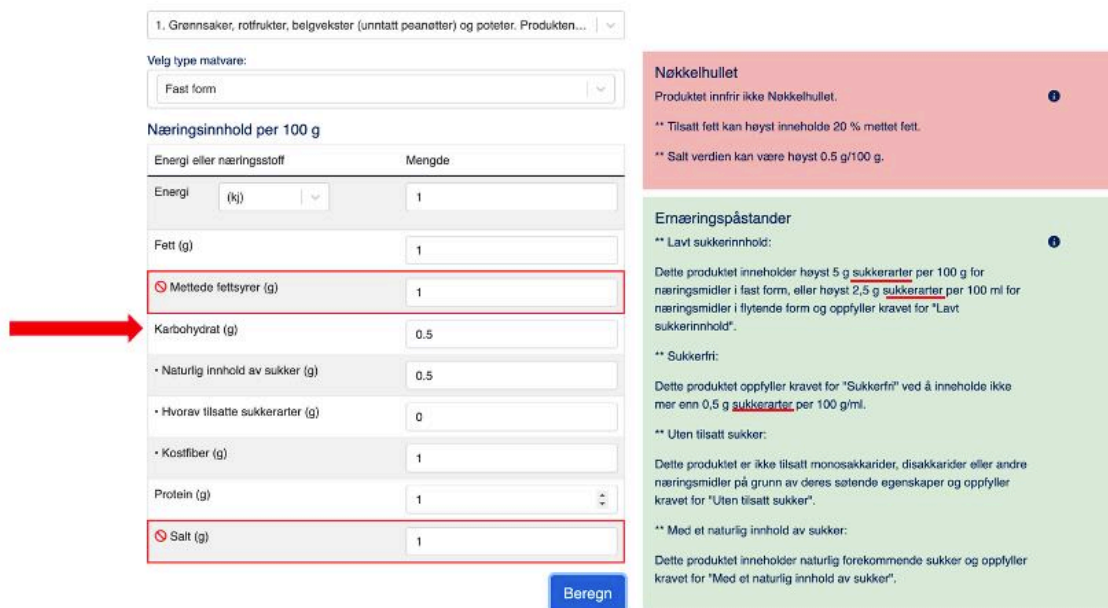 1. Grønnsaker, rotfrukter, belgvekster (unntatt peanøtter) og poteter. Produkten...
Velg type matvare:
Fast form
Næringsinnhold per 100 g
Energi eller næringsstoff Mengde
Energi (kj) 1
Fett (g) 1
Mettede fettsyrer (g) 1
Karbohydrat (g) 0.5
• Naturlig innhold av sukker (g) 0.5
• Hvorav tilsatte sukkerarter (g) 0
• Kostfiber (g) 1
Protein (g) 1
Salt (g) 1
Beregn
Nøkkelhullet
Produktet innfrir ikke Nøkkelhullet.
** Tilsatt fett kan høyst inneholde 20 % mettet fett.
** Salt verdien kan være høyst 0.5 g/100 g.
Ernæringspåstander
** Lavt sukkerinnhold:
Dette produktet inneholder høyst 5 g sukkerarter per 100 g for
næringsmidler i fast form, eller høyst 2,5 g sukkerarter per 100 ml for
næringsmidler i flytende form og oppfyller kravet for "Lavt
sukkerinnhold".
** Sukkerfri:
Dette produktet oppfyller kravet for "Sukkerfri" ved å inneholde ikke
mer enn 0,5 g sukkerarter per 100 g/ml.
** Uten tilsatt sukker:
Dette produktet er ikke tilsatt monosakkarider, disakkarider eller andre
næringsmidler på grunn av deres søtende egenskaper og oppfyller
kravet for "Uten tilsatt sukker".
** Med et naturlig innhold av sukker:
Dette produktet inneholder naturlig forekommende sukker og oppfyller
kravet for "Med et naturlig innhold av sukker".